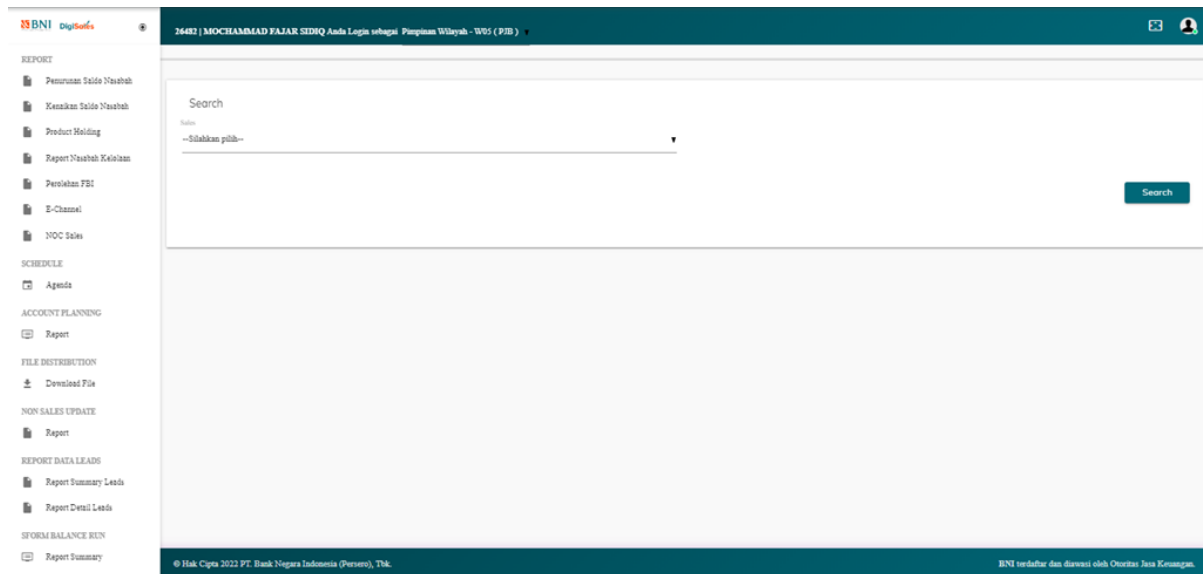 BNI DigiSales
26482 | MOCHAMMAD FAJAR SIDIQ Anda Login sebagai Pimpinan Wilayah - W05 ( PJB )
REPORT
Penurunan Saldo Nasabah
Kenaikan Saldo Nasabah
Product Holding
Report Nasabah Kelolaan
Perolehan FBI
E-Channel
NOC Sales
SCHEDULE
Agenda
ACCOUNT PLANNING
Report
FILE DISTRIBUTION
Download File
NON SALES UPDATE
Report
REPORT DATA LEADS
Report Summary Leads
Report Detail Leads
SFORM BALANCE RUN
Report Summary
Search
Sales
--Silahkan pilih--
Search
© Hak Cipta 2022 PT. Bank Negara Indonesia (Persero), Tbk.
BNI terdaftar dan diawasi oleh Otoritas Jasa Keuangan.